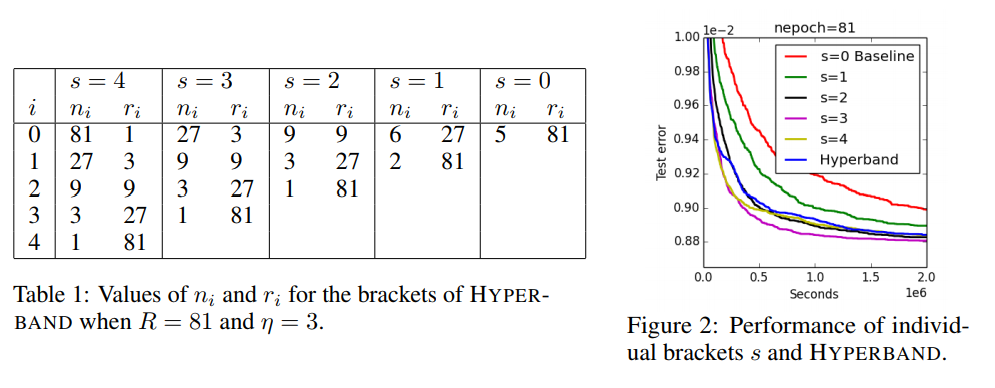 s = 4 s = 3 s = 2 s = 1 s = 0
i n_i r_i n_i r_i n_i r_i n_i r_i n_i r_i
0 81 1 27 3 9 9 6 27 5 81
1 27 3 9 9 3 27 2 81
2 9 9 3 27 1 81
3 3 27 1 81
4 1 81
Table 1: Values of n_i and r_i for the brackets of HYPER-
BAND when R = 81 and η = 3.
1e−2 nepoch=81
1.00
0.98
0.96
0.94
0.92
0.90
0.88
Test error
s=0 Baseline
s=1
s=2
s=3
s=4
Hyperband
0.0 0.5 1.0 1.5 2.0
Seconds 1e6
Figure 2: Performance of individ-
ual brackets s and HYPERBAND.